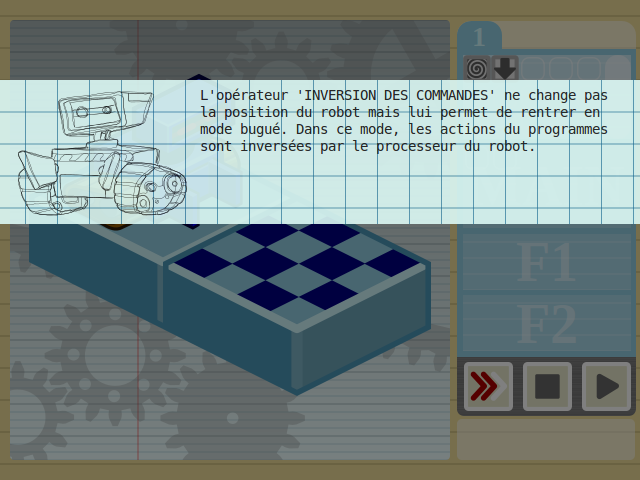 1
L'opérateur 'INVERSION DES COMMANDES' ne change pas
la position du robot mais lui permet de rentrer en
mode bugué. Dans ce mode, les actions du programmes
sont inversées par le processeur du robot.
F1
F2